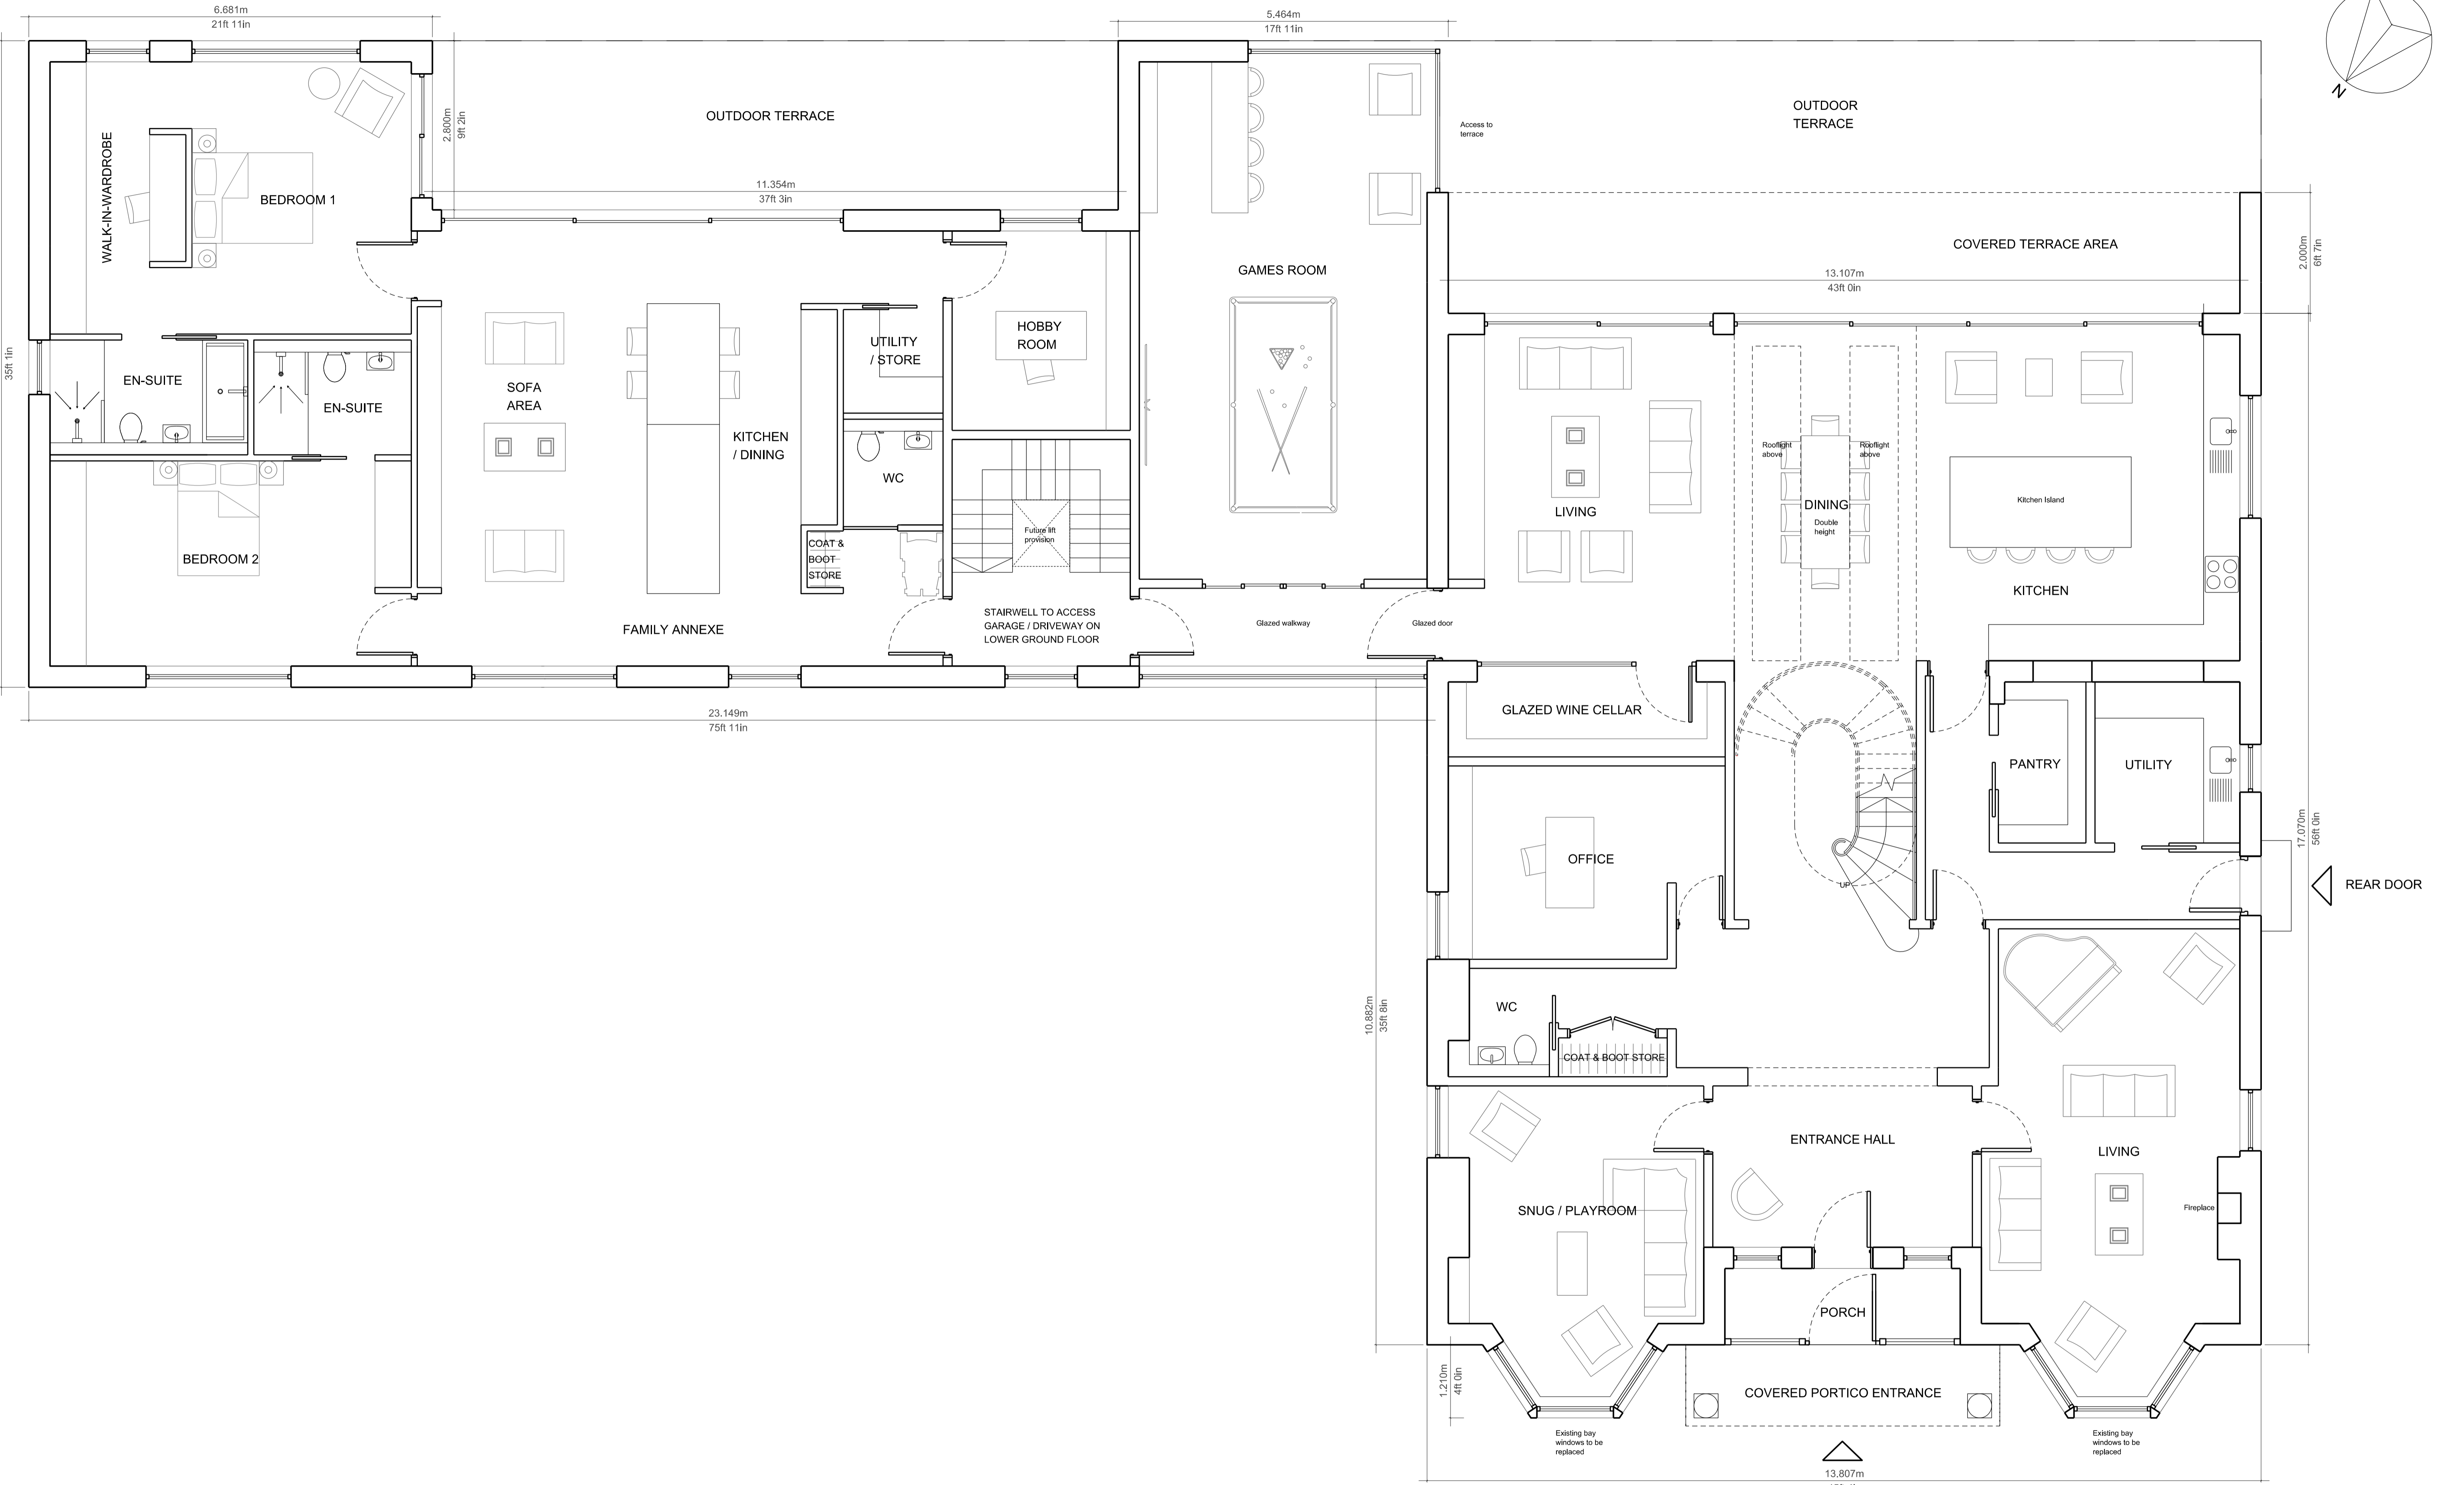 6.681m
21ft 11in
5.464m
17ft 11in
N
OUTDOOR TERRACE
2.800m
9ft 2in
11.354m
37ft 3in
Access to
terrace
OUTDOOR
TERRACE
WALK-IN-WARDROBE
BEDROOM 1
GAMES ROOM
COVERED TERRACE AREA
13.107m
43ft 0in
2.000m
6ft 7in
35ft 1in
EN-SUITE
EN-SUITE
SOFA
AREA
KITCHEN
/ DINING
UTILITY
/ STORE
HOBBY
ROOM
WC
BEDROOM 2
COAT &
BOOT
STORE
Future lift
provision
FAMILY ANNEXE
STAIRWELL TO ACCESS
GARAGE / DRIVEWAY ON
LOWER GROUND FLOOR
Glazed walkway
Glazed door
LIVING
Rooflight
above
Rooflight
above
DINING
Double
height
Kitchen Island
KITCHEN
23.149m
75ft 11in
GLAZED WINE CELLAR
PANTRY
UTILITY
OFFICE
UP
17.070m
56ft 0in
REAR DOOR
WC
COAT & BOOT STORE
10.882m
35ft 8in
ENTRANCE HALL
LIVING
SNUG / PLAYROOM
Fireplace
PORCH
1.210m
4ft 0in
COVERED PORTICO ENTRANCE
Existing bay
windows to be
replaced
Existing bay
windows to be
replaced
13.807m